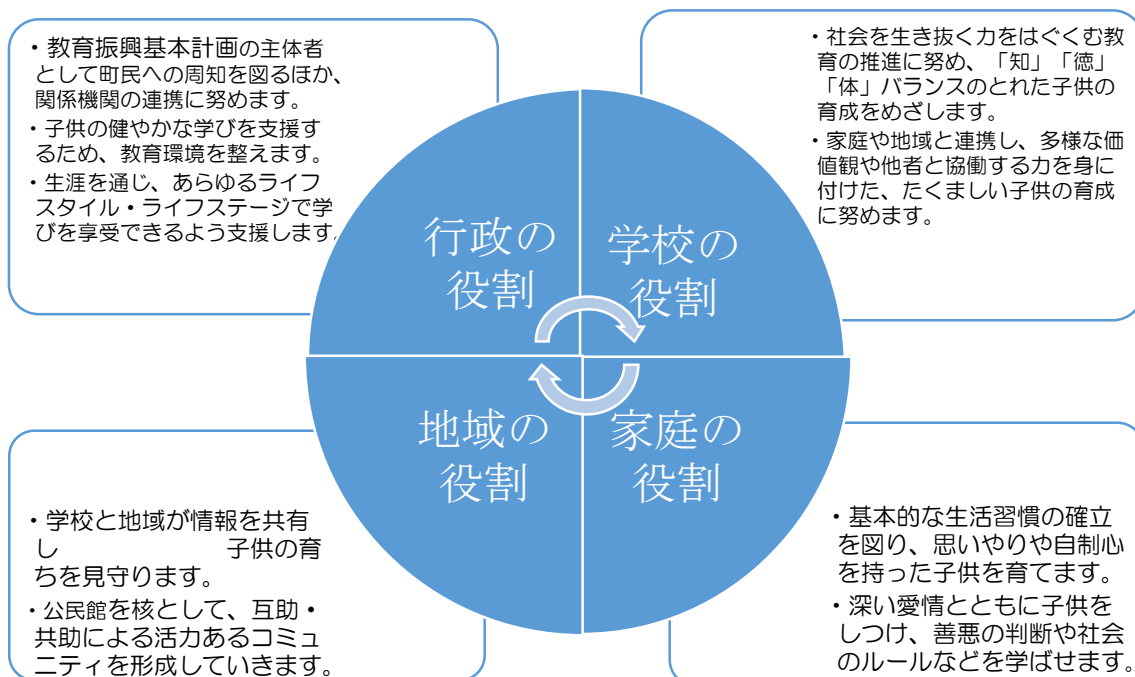 ・教育振興基本計画の主体者
として町民への周知を図るほか、
関係機関の連携に努めます。
・子供の健やかな学びを支援す
るため、教育環境を整えます。
・生涯を通じ、あらゆるライフ
スタイル・ライフステージで学
びを享受できるよう支援します。
・社会を生き抜く力をはぐくむ教
育の推進に努め、「知」「徳」
「体」バランスのとれた子供の
育成をめざします。
・家庭や地域と連携し、多様な価
値観や他者と協働する力を身に
付けた、たくましい子供の育成
に努めます。
行政の
役割
学校の
役割
地域の
役割
家庭の
役割
・学校と地域が情報を共有
し　　　　　　　子供の育
ちを見守ります。
・公民館を核として、互助・
共助による活力あるコミュ
ニティを形成していきます。
・基本的な生活習慣の確立
を図り、思いやりや自制心
を持った子供を育てます。
・深い愛情とともに子供を
しつけ、善悪の判断や社会
のルールなどを学ばせます。